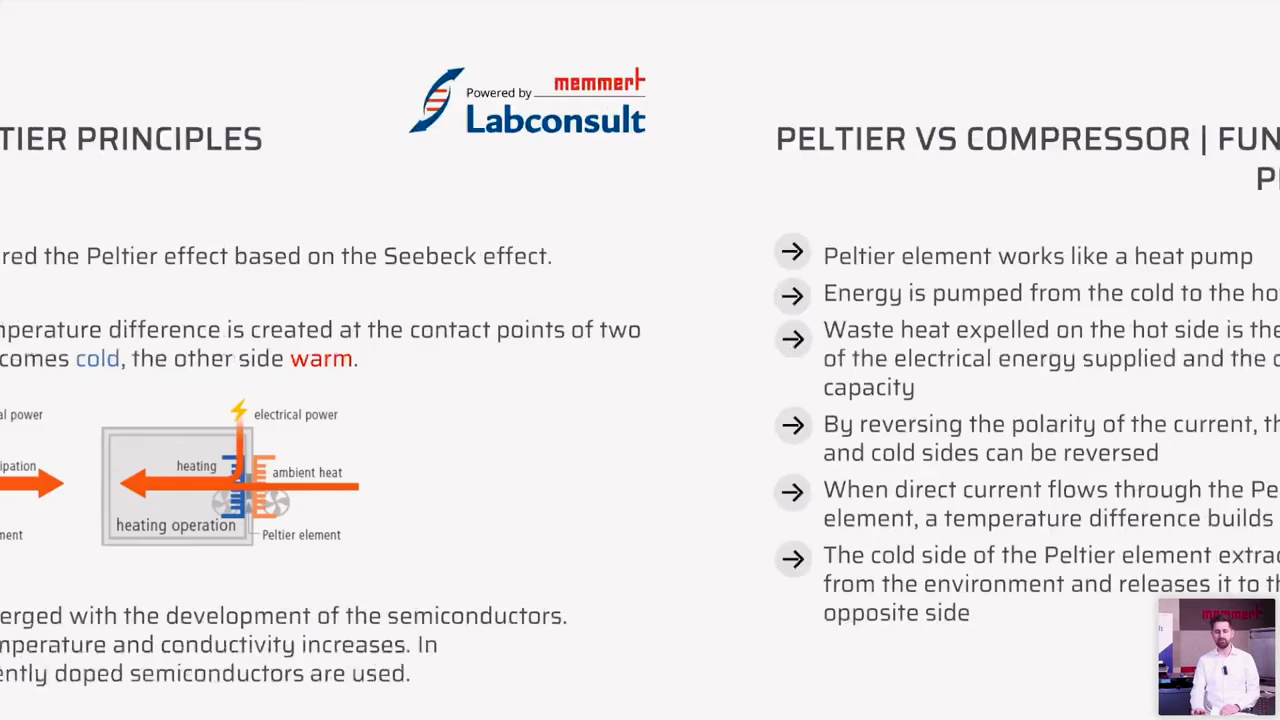 Powered by memmert
Labconsult
TIER PRINCIPLES
red the Peltier effect based on the Seebeck effect.
perature difference is created at the contact points of two
comes cold, the other side warm.
al power
electrical power
ipation
heating
ambient heat
heating operation
ment
Peltier element
erged with the development of the semiconductors.
mperature and conductivity increases. In
ently doped semiconductors are used.
PELTIER VS COMPRESSOR | FUN
Peltier element works like a heat pump
Energy is pumped from the cold to the ho
Waste heat expelled on the hot side is the
of the electrical energy supplied and the
capacity
By reversing the polarity of the current, th
and cold sides can be reversed
When direct current flows through the Pe
element, a temperature difference builds
The cold side of the Peltier element extrac
from the environment and releases it to th
opposite side
memmert